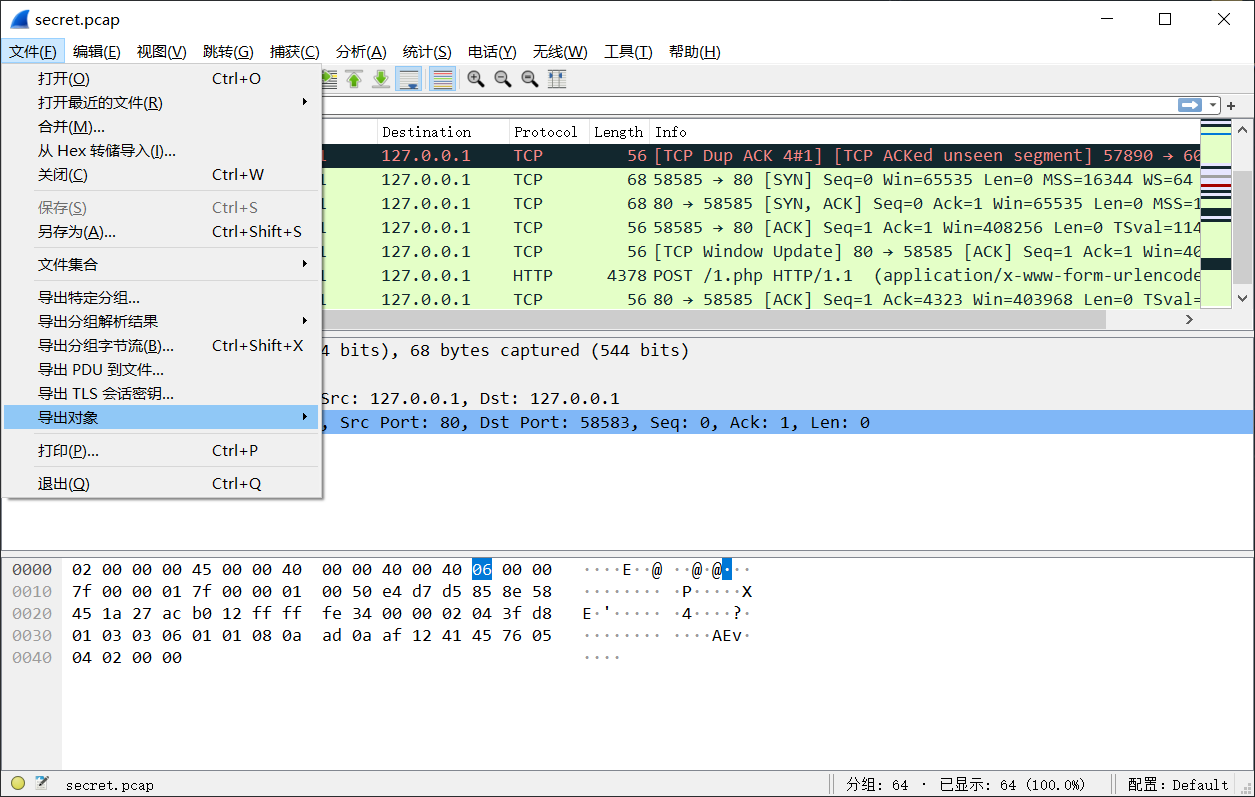 secret.pcap
文件(F) 编辑(E) 视图(V) 跳转(G) 捕获(C) 分析(A) 统计(S) 电话(Y) 无线(W) 工具(T) 帮助(H)
打开(O) Ctrl+O
打开最近的文件(R)
合并(M)...
从 Hex 转储导入(I)...
关闭(C) Ctrl+W
保存(S) Ctrl+S
另存为(A)... Ctrl+Shift+S
文件集合
导出特定分组...
导出分组解析结果
导出分组字节流(B)... Ctrl+Shift+X
导出 PDU 到文件...
导出 TLS 会话密钥...
导出对象
打印(P)... Ctrl+P
退出(Q) Ctrl+Q
Destination Protocol Length Info
127.0.0.1 TCP 56 [TCP Dup ACK 4#1] [TCP ACKed unseen segment] 57890 → 60
127.0.0.1 TCP 68 58585 → 80 [SYN] Seq=0 Win=65535 Len=0 MSS=16344 WS=64
127.0.0.1 TCP 68 80 → 58585 [SYN, ACK] Seq=0 Ack=1 Win=65535 Len=0 MSS=1
127.0.0.1 TCP 56 58585 → 80 [ACK] Seq=1 Ack=1 Win=408256 Len=0 TSval=114
127.0.0.1 TCP 56 [TCP Window Update] 80 → 58585 [ACK] Seq=1 Ack=1 Win=40
127.0.0.1 HTTP 4378 POST /1.php HTTP/1.1 (application/x-www-form-urlencode
127.0.0.1 TCP 56 80 → 58585 [ACK] Seq=1 Ack=4323 Win=403968 Len=0 TSval=
4 bits), 68 bytes captured (544 bits)
Src: 127.0.0.1, Dst: 127.0.0.1
, Src Port: 80, Dst Port: 58583, Seq: 0, Ack: 1, Len: 0
0000 02 00 00 00 45 00 00 40 00 00 40 00 40 06 00 00 ····E··@ ··@·@···
0010 7f 00 00 01 7f 00 00 01 00 50 e4 d7 d5 85 8e 58 ········ ·P·····X
0020 45 1a 27 ac b0 12 ff ff fe 34 00 00 02 04 3f d8 E·'····· ·4····?·
0030 01 03 03 06 01 01 08 0a ad 0a af 12 41 45 76 05 ········ ····AEv·
0040 04 02 00 00 ····
secret.pcap 分组: 64 · 已显示: 64 (100.0%) 配置: Default